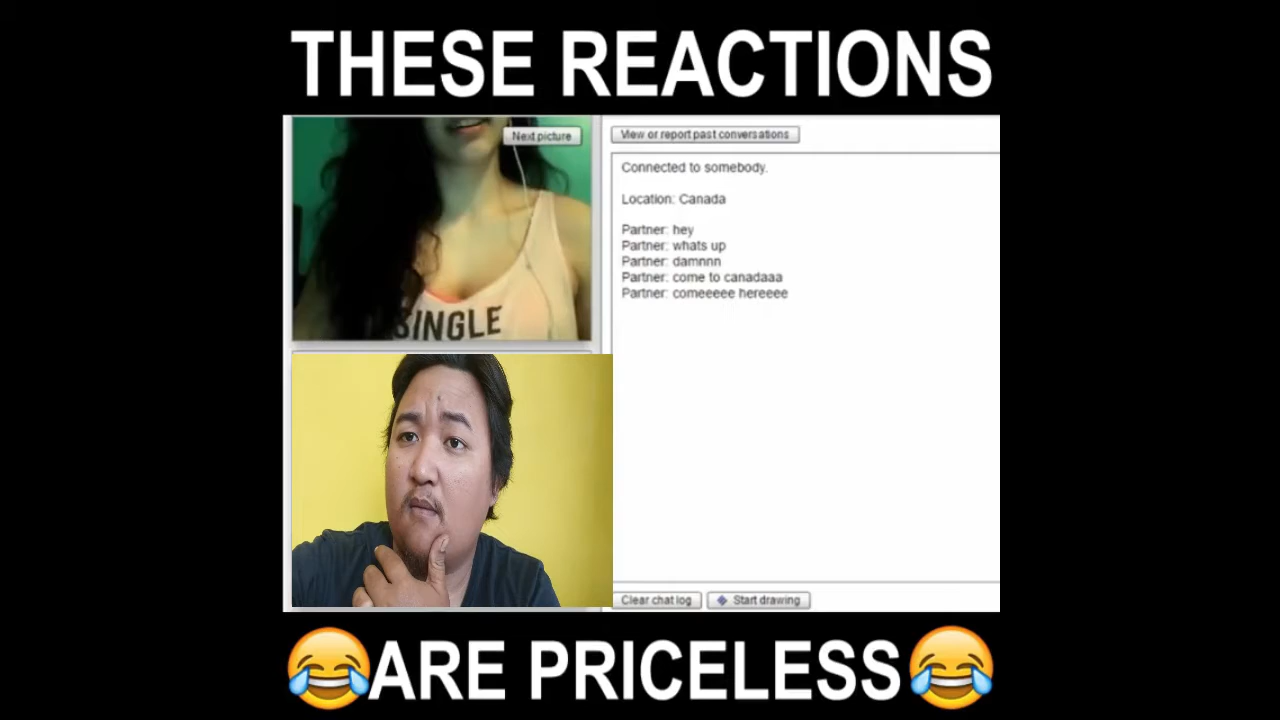 THESE REACTIONS
Next picture
View or report past conversations
Connected to somebody.
Location: Canada
Partner: hey
Partner: whats up
Partner: damnnn
Partner: come to canadaaa
Partner: comeeeee hereeee
SINGLE
Clear chat log
Start drawing
😂ARE PRICELESS😂